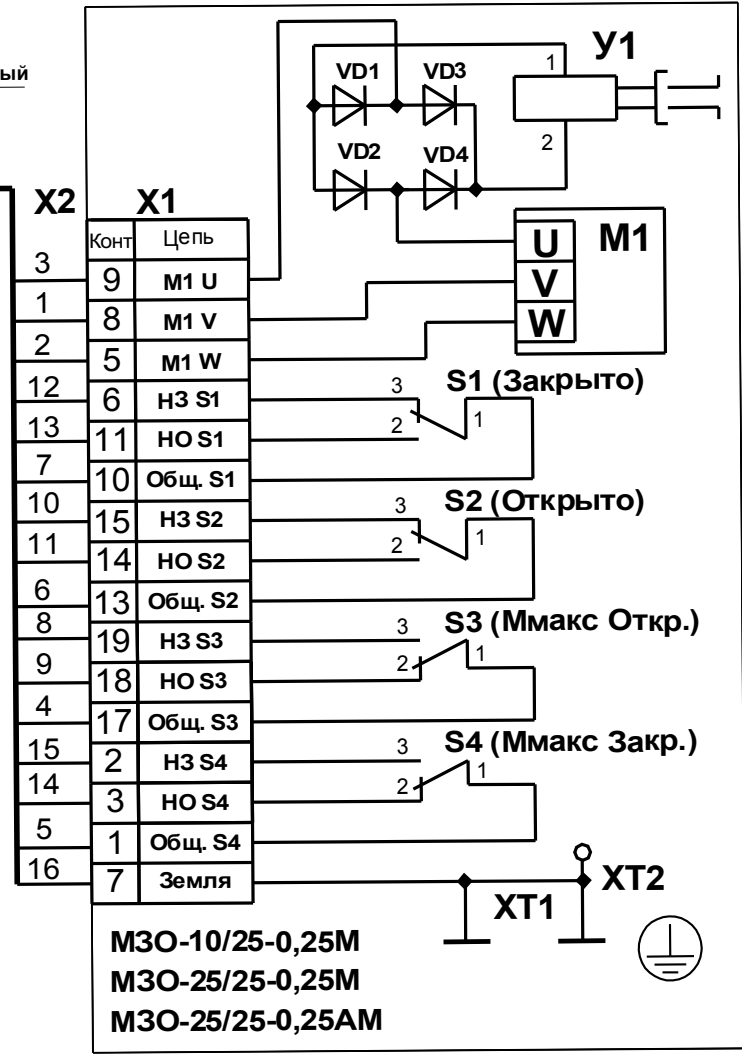 ый
У1
1
VD1
VD3
2
VD2
VD4
X2
X1
Конт
Цепь
U
M1
V
W
3
9
M1 U
1
8
M1 V
2
5
M1 W
12
6
НЗ S1
3
S1 (Закрыто)
13
11
НО S1
2
1
7
10
Общ. S1
10
15
НЗ S2
3
S2 (Открыто)
11
14
НО S2
2
1
6
13
Общ. S2
8
19
НЗ S3
3
S3 (Ммакс Откр.)
9
18
НО S3
2
1
4
17
Общ. S3
15
2
НЗ S4
3
S4 (Ммакс Закр.)
14
3
НО S4
2
1
5
1
Общ. S4
16
7
Земля
XT1
XT2
МЗО-10/25-0,25М
МЗО-25/25-0,25М
МЗО-25/25-0,25АМ